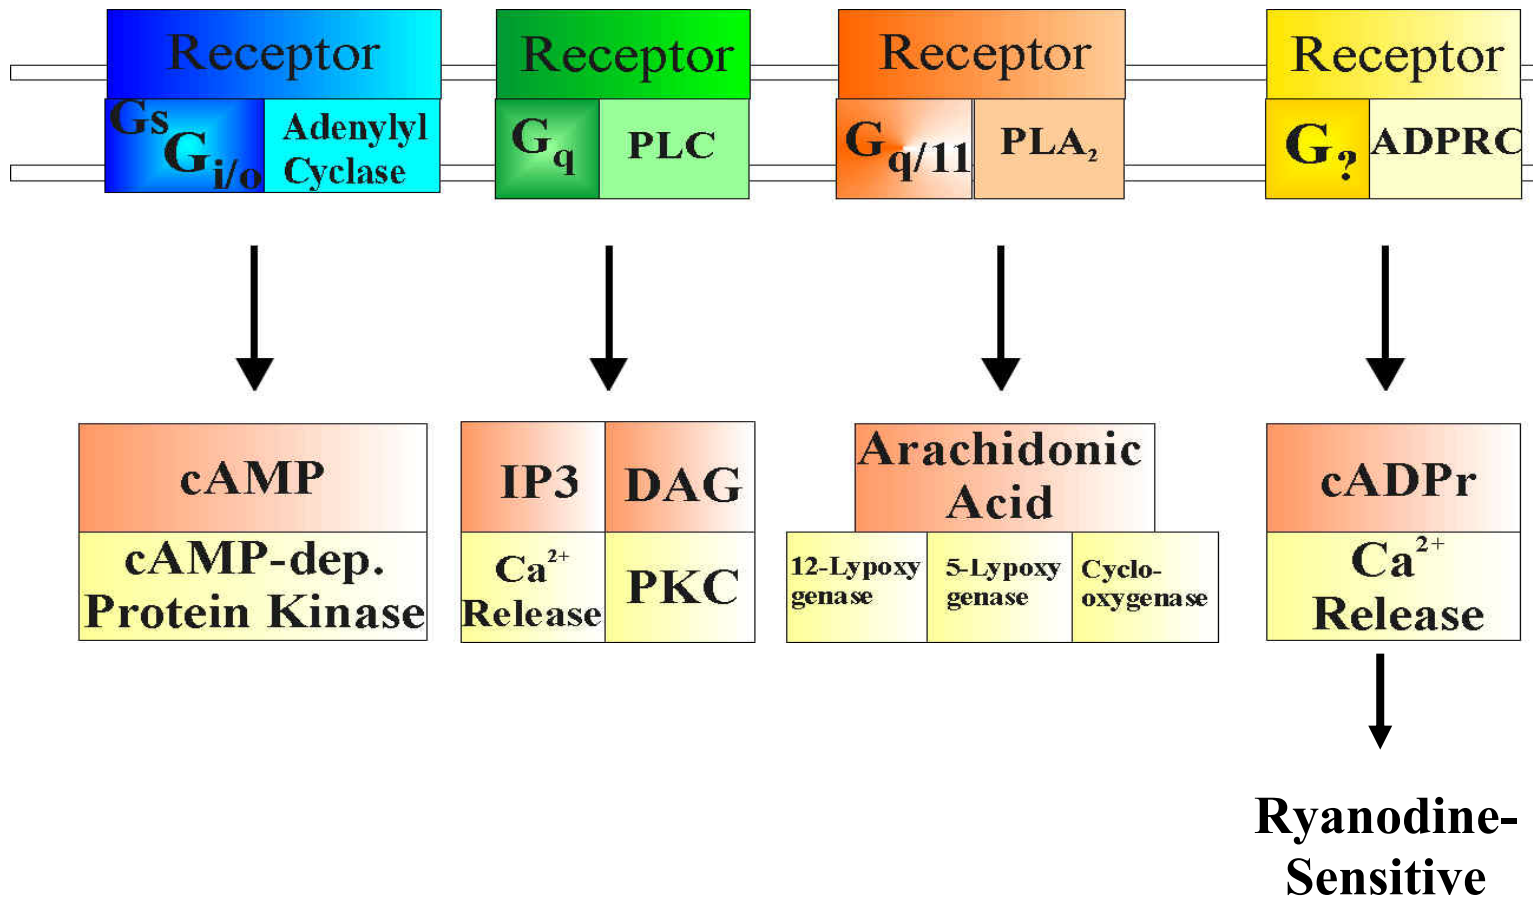 Receptor
Gs
Gi/o
Adenylyl
Cyclase
Receptor
Gq
PLC
Receptor
Gq/11
PLA₂
Receptor
G?
ADPRC
cAMP
cAMP-dep.
Protein Kinase
IP3
DAG
Ca²⁺
Release
PKC
Arachidonic
Acid
12-Lypoxy
genase
5-Lypoxy
genase
Cyclo-
oxygenase
cADPr
Ca²⁺
Release
Ryanodine-
Sensitive